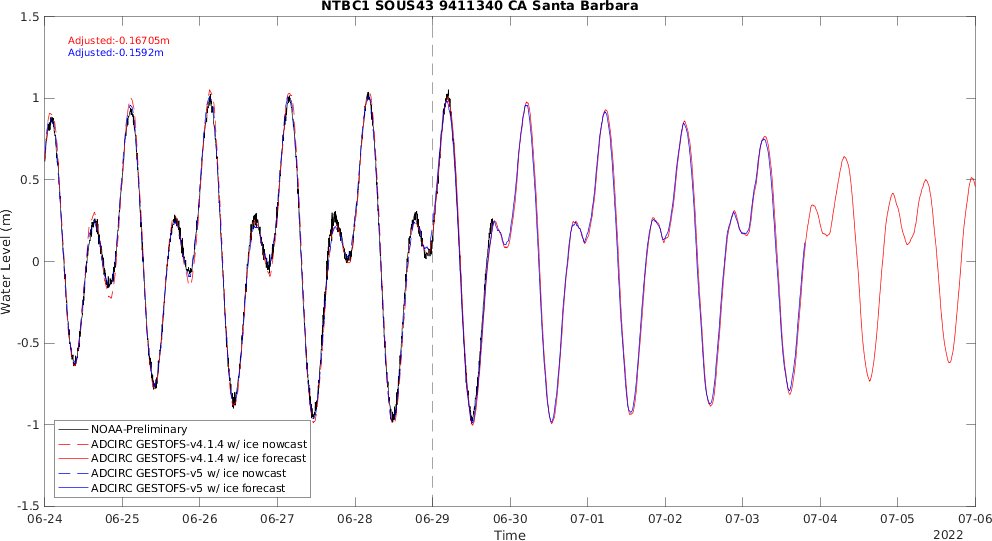 NTBC1 SOUS43 9411340 CA Santa Barbara
1.5
Adjusted:-0.16705m
Adjusted:-0.1592m
1
0.5
0
-0.5
-1
-1.5
Water Level (m)
NOAA-Preliminary
ADCIRC GESTOFS-v4.1.4 w/ ice nowcast
ADCIRC GESTOFS-v4.1.4 w/ ice forecast
ADCIRC GESTOFS-v5 w/ ice nowcast
ADCIRC GESTOFS-v5 w/ ice forecast
06-24 06-25 06-26 06-27 06-28 06-29 06-30 07-01 07-02 07-03 07-04 07-05 07-06
Time
2022